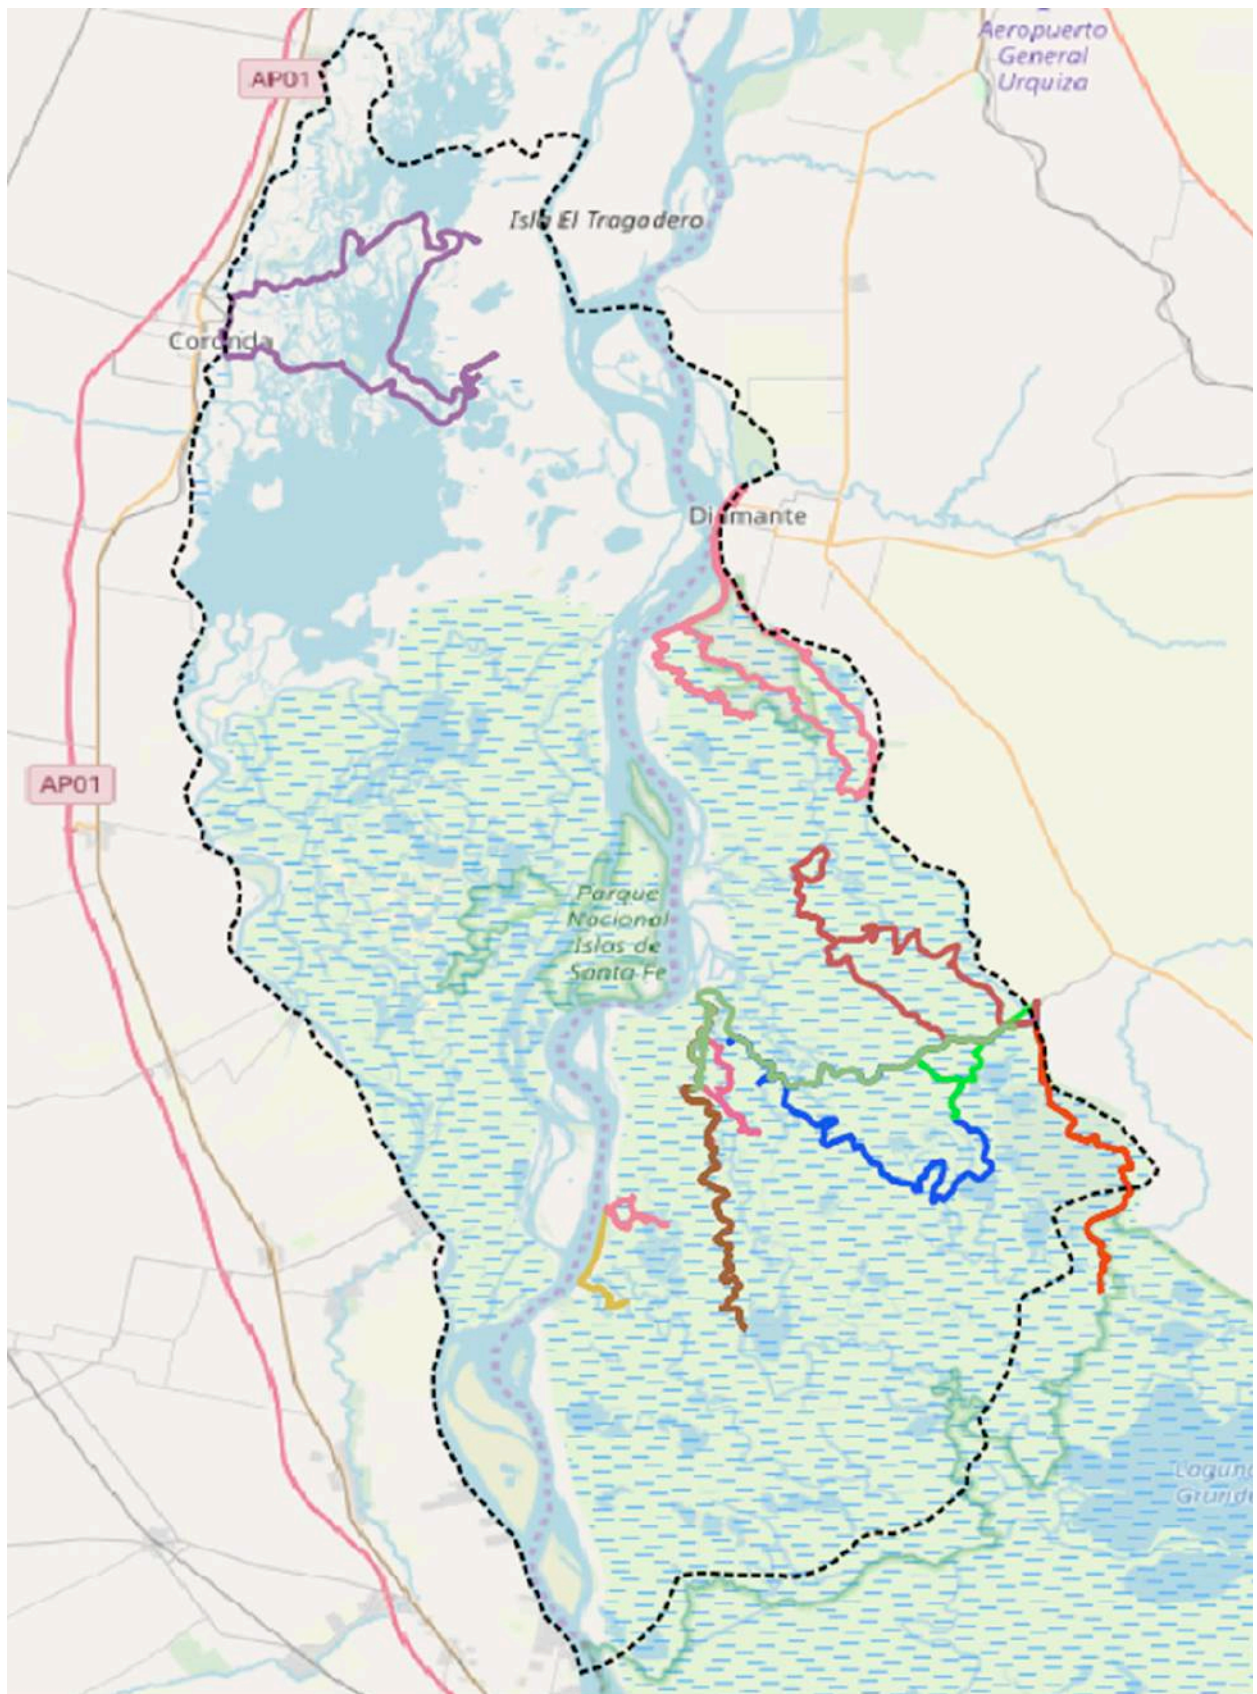 Aeropuerto
General
Urquiza
AP01
Isla El Tragadero
Coronda
Diamante
AP01
Parque
Nacional
Islas de
Santa Fe